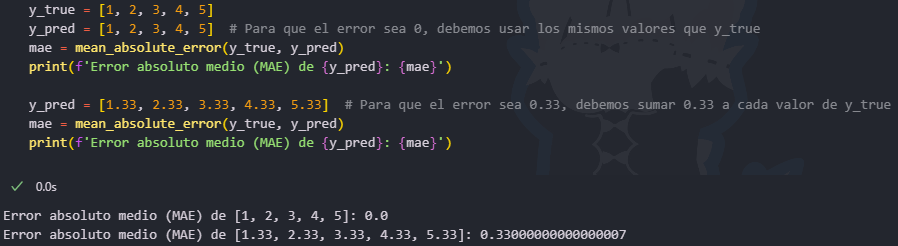 y_true = [1, 2, 3, 4, 5]
y_pred = [1, 2, 3, 4, 5]  # Para que el error sea 0, debemos usar los mismos valores que y_true
mae = mean_absolute_error(y_true, y_pred)
print(f'Error absoluto medio (MAE) de {y_pred}: {mae}')

y_pred = [1.33, 2.33, 3.33, 4.33, 5.33]  # Para que el error sea 0.33, debemos sumar 0.33 a cada valor de y_true
mae = mean_absolute_error(y_true, y_pred)
print(f'Error absoluto medio (MAE) de {y_pred}: {mae}')
✓ 0.0s
Error absoluto medio (MAE) de [1, 2, 3, 4, 5]: 0.0
Error absoluto medio (MAE) de [1.33, 2.33, 3.33, 4.33, 5.33]: 0.33000000000000007